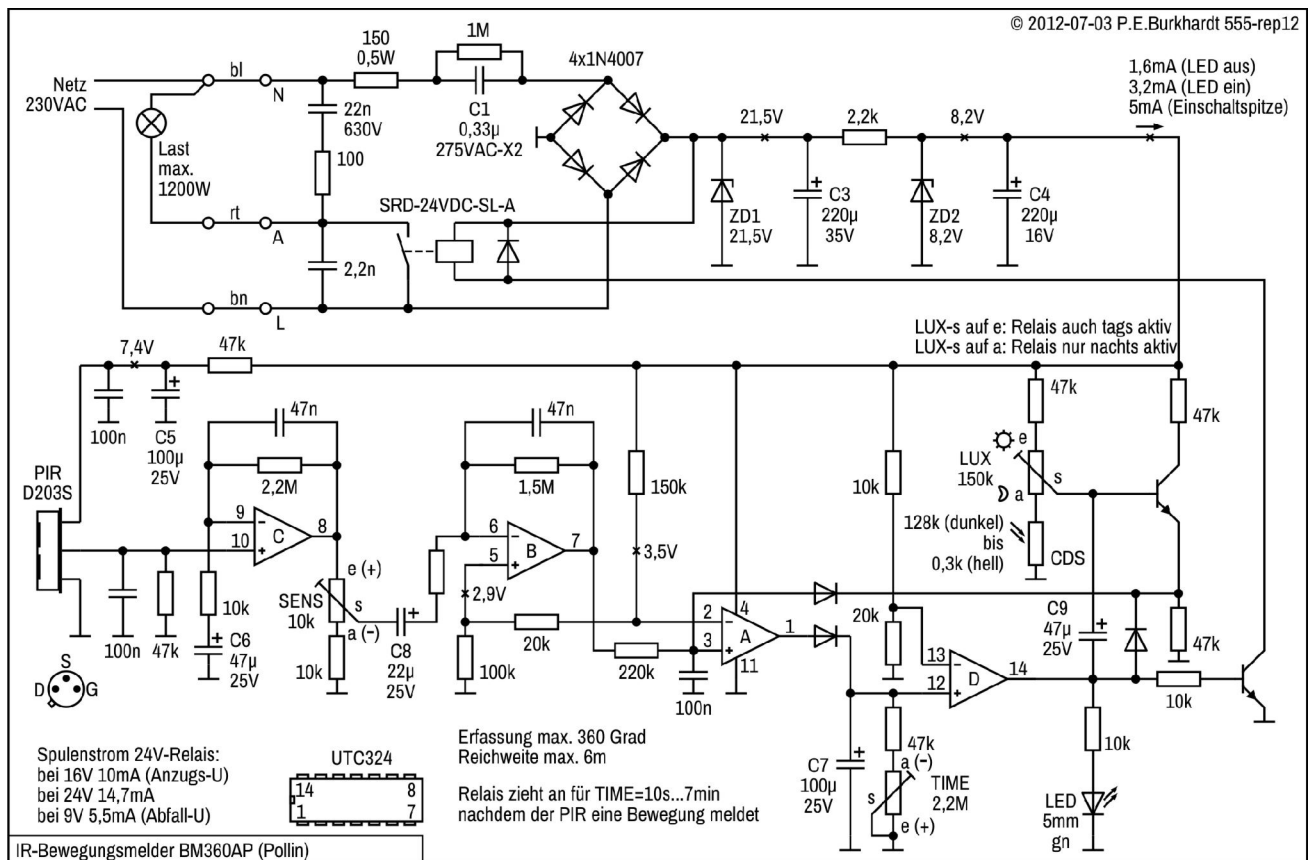 © 2012-07-03 P.E.Burkhardt 555-rep12
Netz
230VAC
bl
N
150
0,5W
1M
C1
0,33µ
275VAC-X2
4x1N4007
22n
630V
100
Last
max.
1200W
rt
A
2,2n
bn
L
SRD-24VDC-SL-A
21,5V
2,2k
8,2V
1,6mA (LED aus)
3,2mA (LED ein)
5mA (Einschaltspitze)
ZD1
21,5V
C3
220µ
35V
ZD2
8,2V
C4
220µ
16V
LUX-s auf e: Relais auch tags aktiv
LUX-s auf a: Relais nur nachts aktiv
7,4V
47k
100n
C5
100µ
25V
PIR
D203S
47n
2,2M
9
10
C
8
100n
47k
10k
C6
47µ
25V
e (+)
SENS
10k
s
a (-)
10k
C8
22µ
25V
47n
1,5M
6
5
B
7
2,9V
100k
20k
150k
3,5V
220k
2
3
4
A
1
11
100n
10k
20k
13
12
D
14
47k
a (-)
TIME
2,2M
s
e (+)
C7
100µ
25V
47k
e
LUX
150k
s
a
128k (dunkel)
bis
0,3k (hell)
CDS
47k
C9
47µ
25V
47k
10k
10k
LED
5mm
gn
S
D
G
Spulenstrom 24V-Relais:
bei 16V 10mA (Anzugs-U)
bei 24V 14,7mA
bei 9V 5,5mA (Abfall-U)
UTC324
14
8
1
7
Erfassung max. 360 Grad
Reichweite max. 6m
Relais zieht an für TIME=10s...7min
nachdem der PIR eine Bewegung meldet
IR-Bewegungsmelder BM360AP (Pollin)